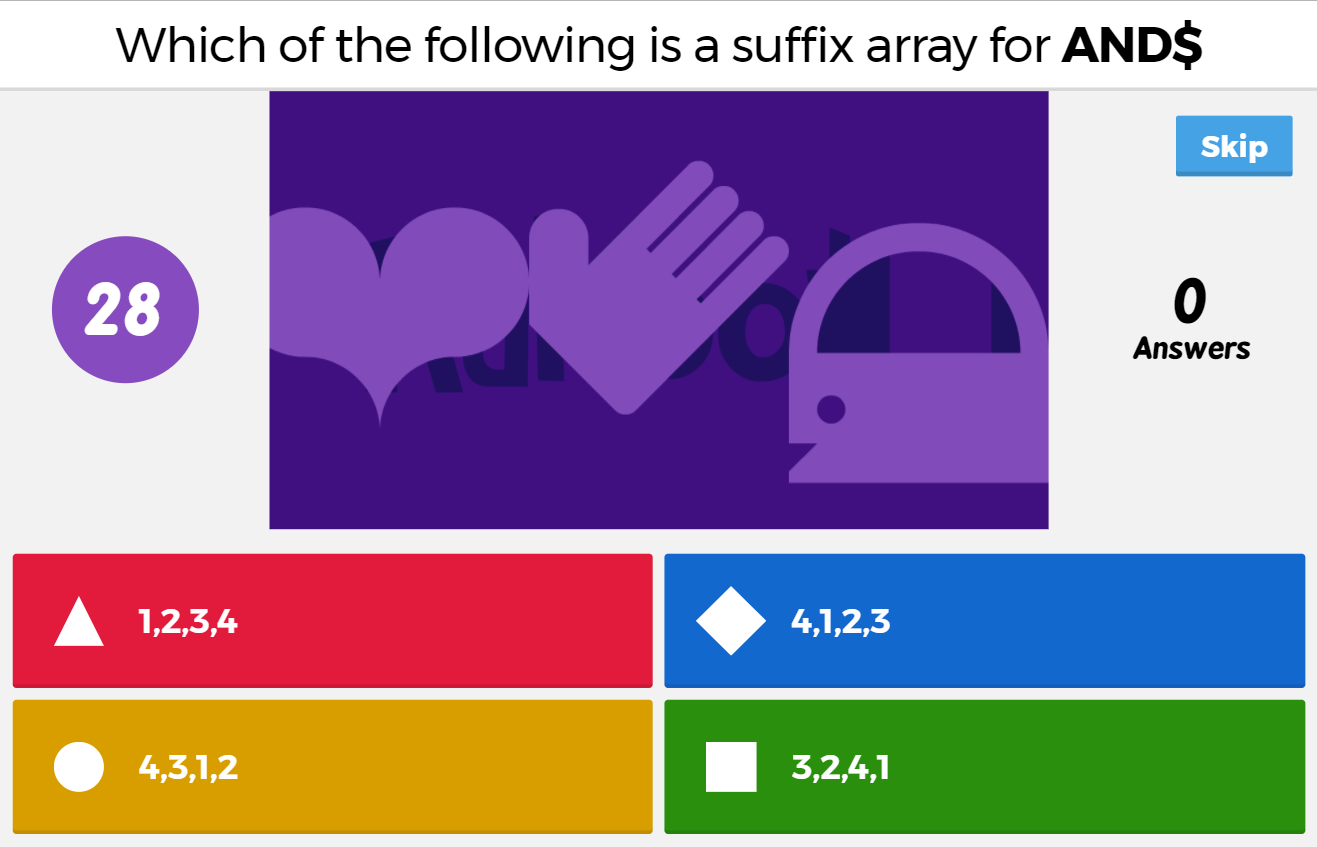 Which of the following is a suffix array for AND$
Skip
28
0
Answers
1,2,3,4
4,1,2,3
4,3,1,2
3,2,4,1